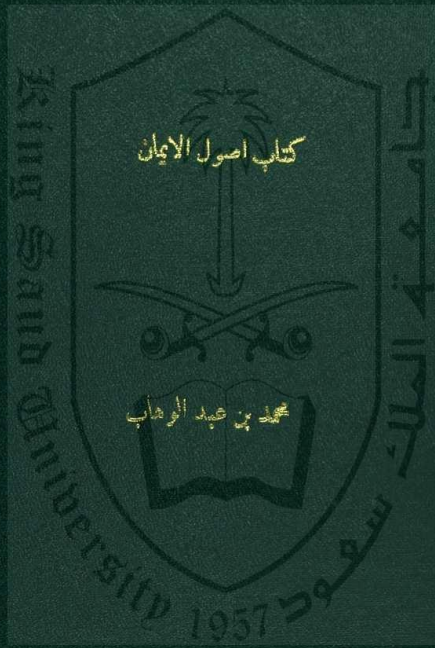 كتاب اصول الايمان
محمد بن عبد الوهاب
King Saud University
1957
جامعة الملك سعود